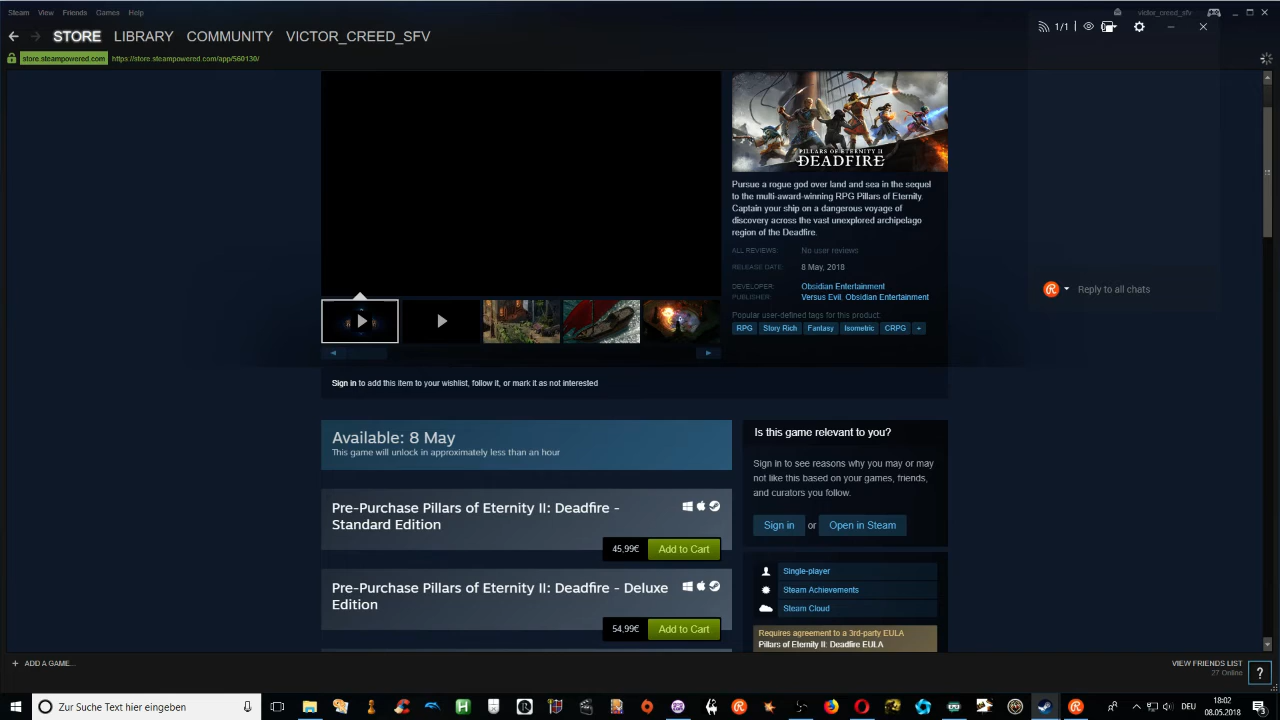 Steam View Friends Games Help
victor_creed_sfv
STORE LIBRARY COMMUNITY VICTOR_CREED_SFV
1/1
store.steampowered.com https://store.steampowered.com/app/560130/
PILLARS OF ETERNITY II
DEADFIRE
Pursue a rogue god over land and sea in the sequel
to the multi-award-winning RPG Pillars of Eternity.
Captain your ship on a dangerous voyage of
discovery across the vast unexplored archipelago
region of the Deadfire.
ALL REVIEWS: No user reviews
RELEASE DATE: 8 May, 2018
DEVELOPER: Obsidian Entertainment
PUBLISHER: Versus Evil, Obsidian Entertainment
Popular user-defined tags for this product:
RPG Story Rich Fantasy Isometric CRPG +
Reply to all chats
Sign in to add this item to your wishlist, follow it, or mark it as not interested
Available: 8 May
This game will unlock in approximately less than an hour
Pre-Purchase Pillars of Eternity II: Deadfire -
Standard Edition
45,99€ Add to Cart
Pre-Purchase Pillars of Eternity II: Deadfire - Deluxe
Edition
54,99€ Add to Cart
Is this game relevant to you?
Sign in to see reasons why you may or may
not like this based on your games, friends,
and curators you follow.
Sign in or Open in Steam
Single-player
Steam Achievements
Steam Cloud
Requires agreement to a 3rd-party EULA
Pillars of Eternity II: Deadfire EULA
+ ADD A GAME...
VIEW FRIENDS LIST
27 Online
?
Zur Suche Text hier eingeben
DEU
18:02
08.05.2018